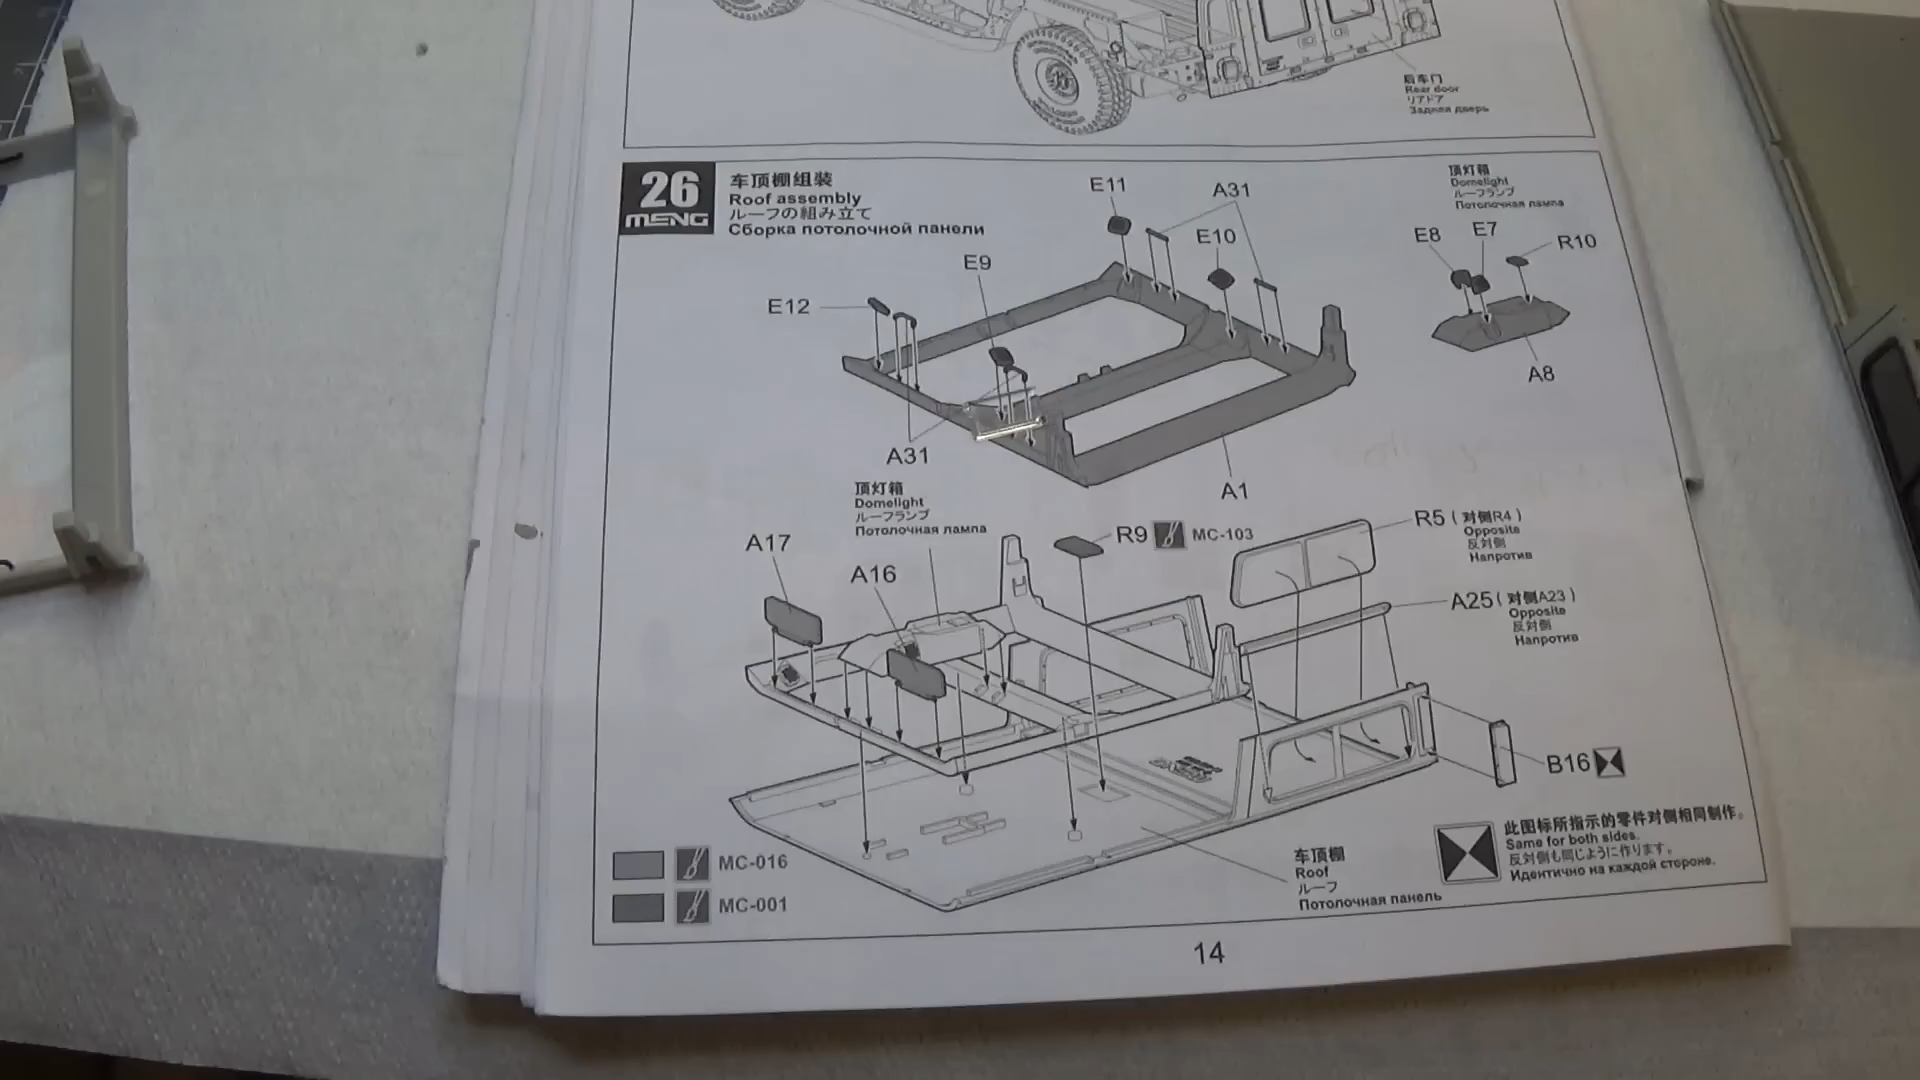 后车门
Rear door
リアドア
Задняя дверь
26
MENG
车顶棚组装
Roof assembly
ルーフの組み立て
Сборка потолочной панели
E11
A31
顶灯箱
Domelight
ルーフランプ
Потолочная лампа
E9
E10
E8
E7
R10
E12
A8
A31
A1
顶灯箱
Domelight
ルーフランプ
Потолочная лампа
A17
A16
R9
MC-103
R5 (对侧R4)
Opposite
反対側
Напротив
A25 (对侧A23)
Opposite
反対側
Напротив
B16
此图标所指示的零件对侧相同制作。
Same for both sides.
反対側も同じように作ります。
Идентично на каждой стороне.
车顶棚
Roof
ルーフ
Потолочная панель
MC-016
MC-001
14